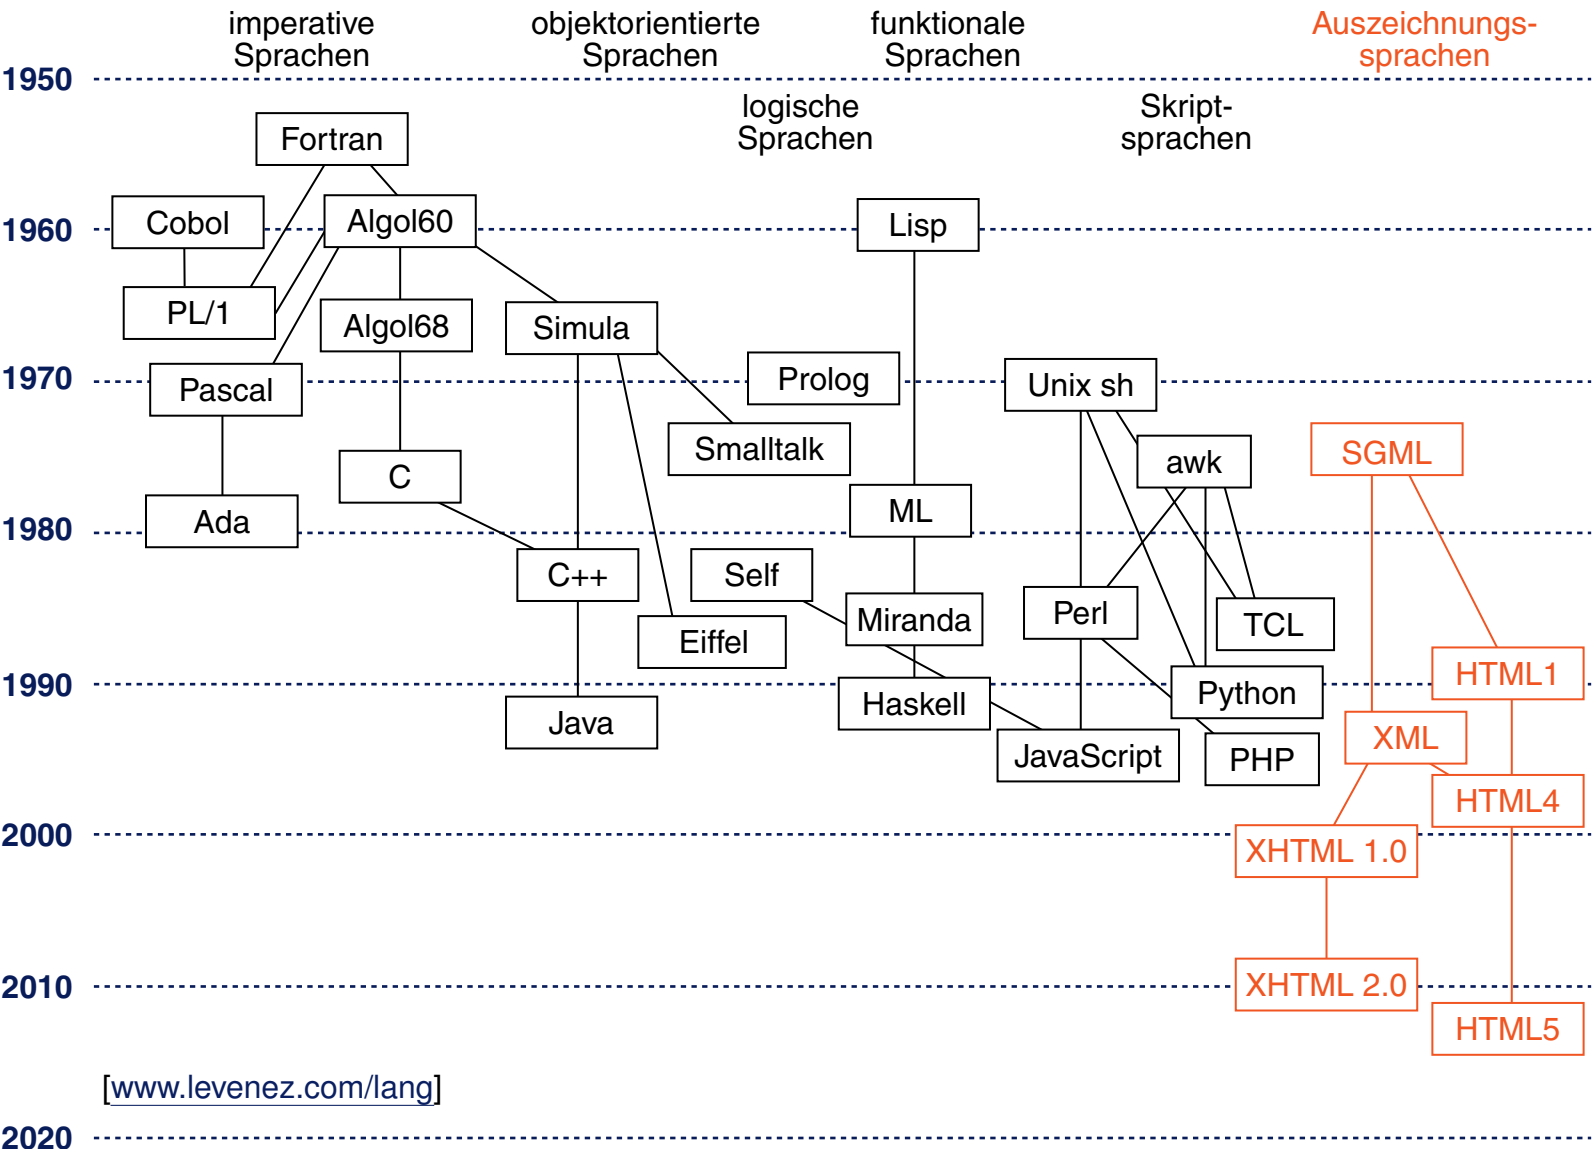 imperative
Sprachen
objektorientierte
Sprachen
funktionale
Sprachen
Auszeichnungs-
sprachen
1950
logische
Sprachen
Skript-
sprachen
Fortran
Cobol
Algol60
Lisp
1960
PL/1
Algol68
Simula
Prolog
Unix sh
1970
Pascal
Smalltalk
awk
SGML
C
ML
Ada
1980
C++
Self
Miranda
Perl
TCL
Eiffel
HTML1
1990
Python
Haskell
Java
XML
JavaScript
PHP
HTML4
2000
XHTML 1.0
2010
XHTML 2.0
HTML5
[www.levenez.com/lang]
2020